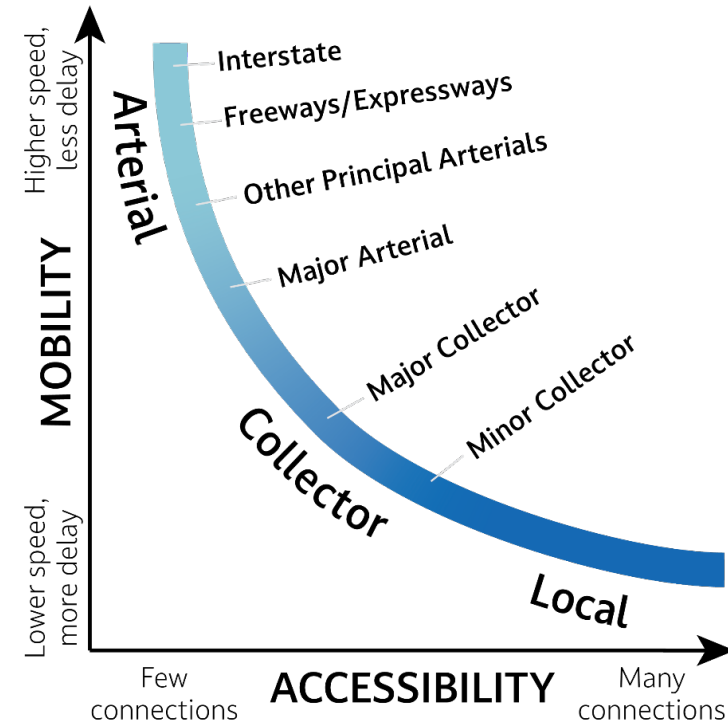 Higher speed,
less delay
MOBILITY
Lower speed,
more delay
Arterial
Collector
Local
Interstate
Freeways/Expressways
Other Principal Arterials
Major Arterial
Major Collector
Minor Collector
Few
connections
ACCESSIBILITY
Many
connections